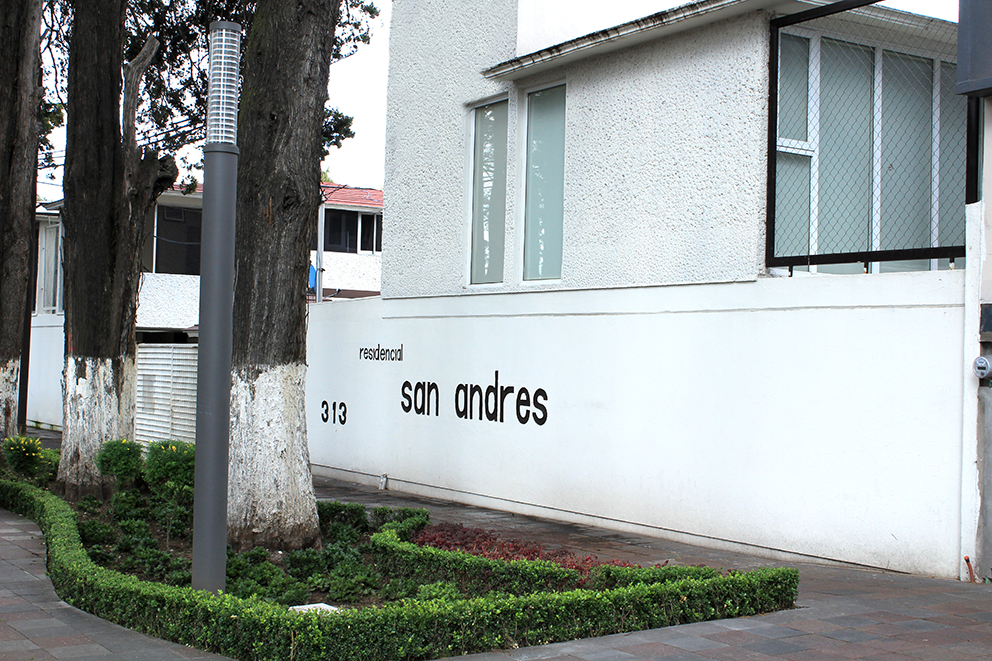 residencial
san andres
313